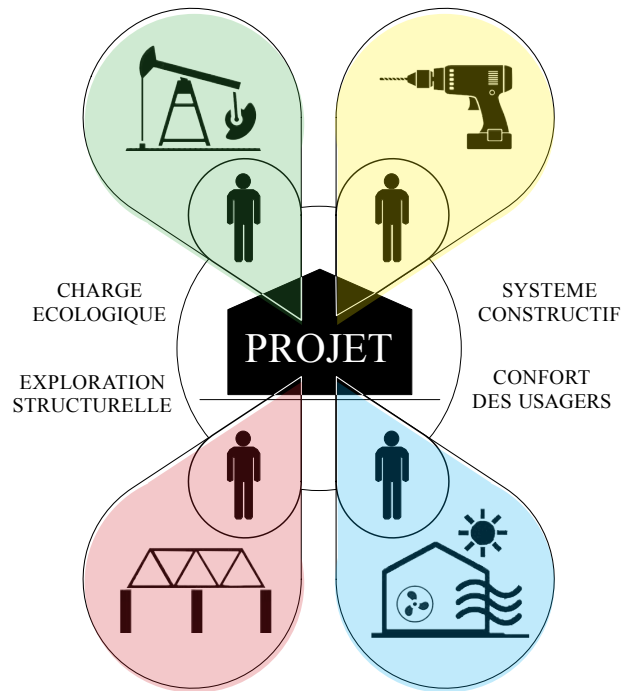 CHARGE
ECOLOGIQUE
SYSTEME
CONSTRUCTIF
PROJET
EXPLORATION
STRUCTURELLE
CONFORT
DES USAGERS